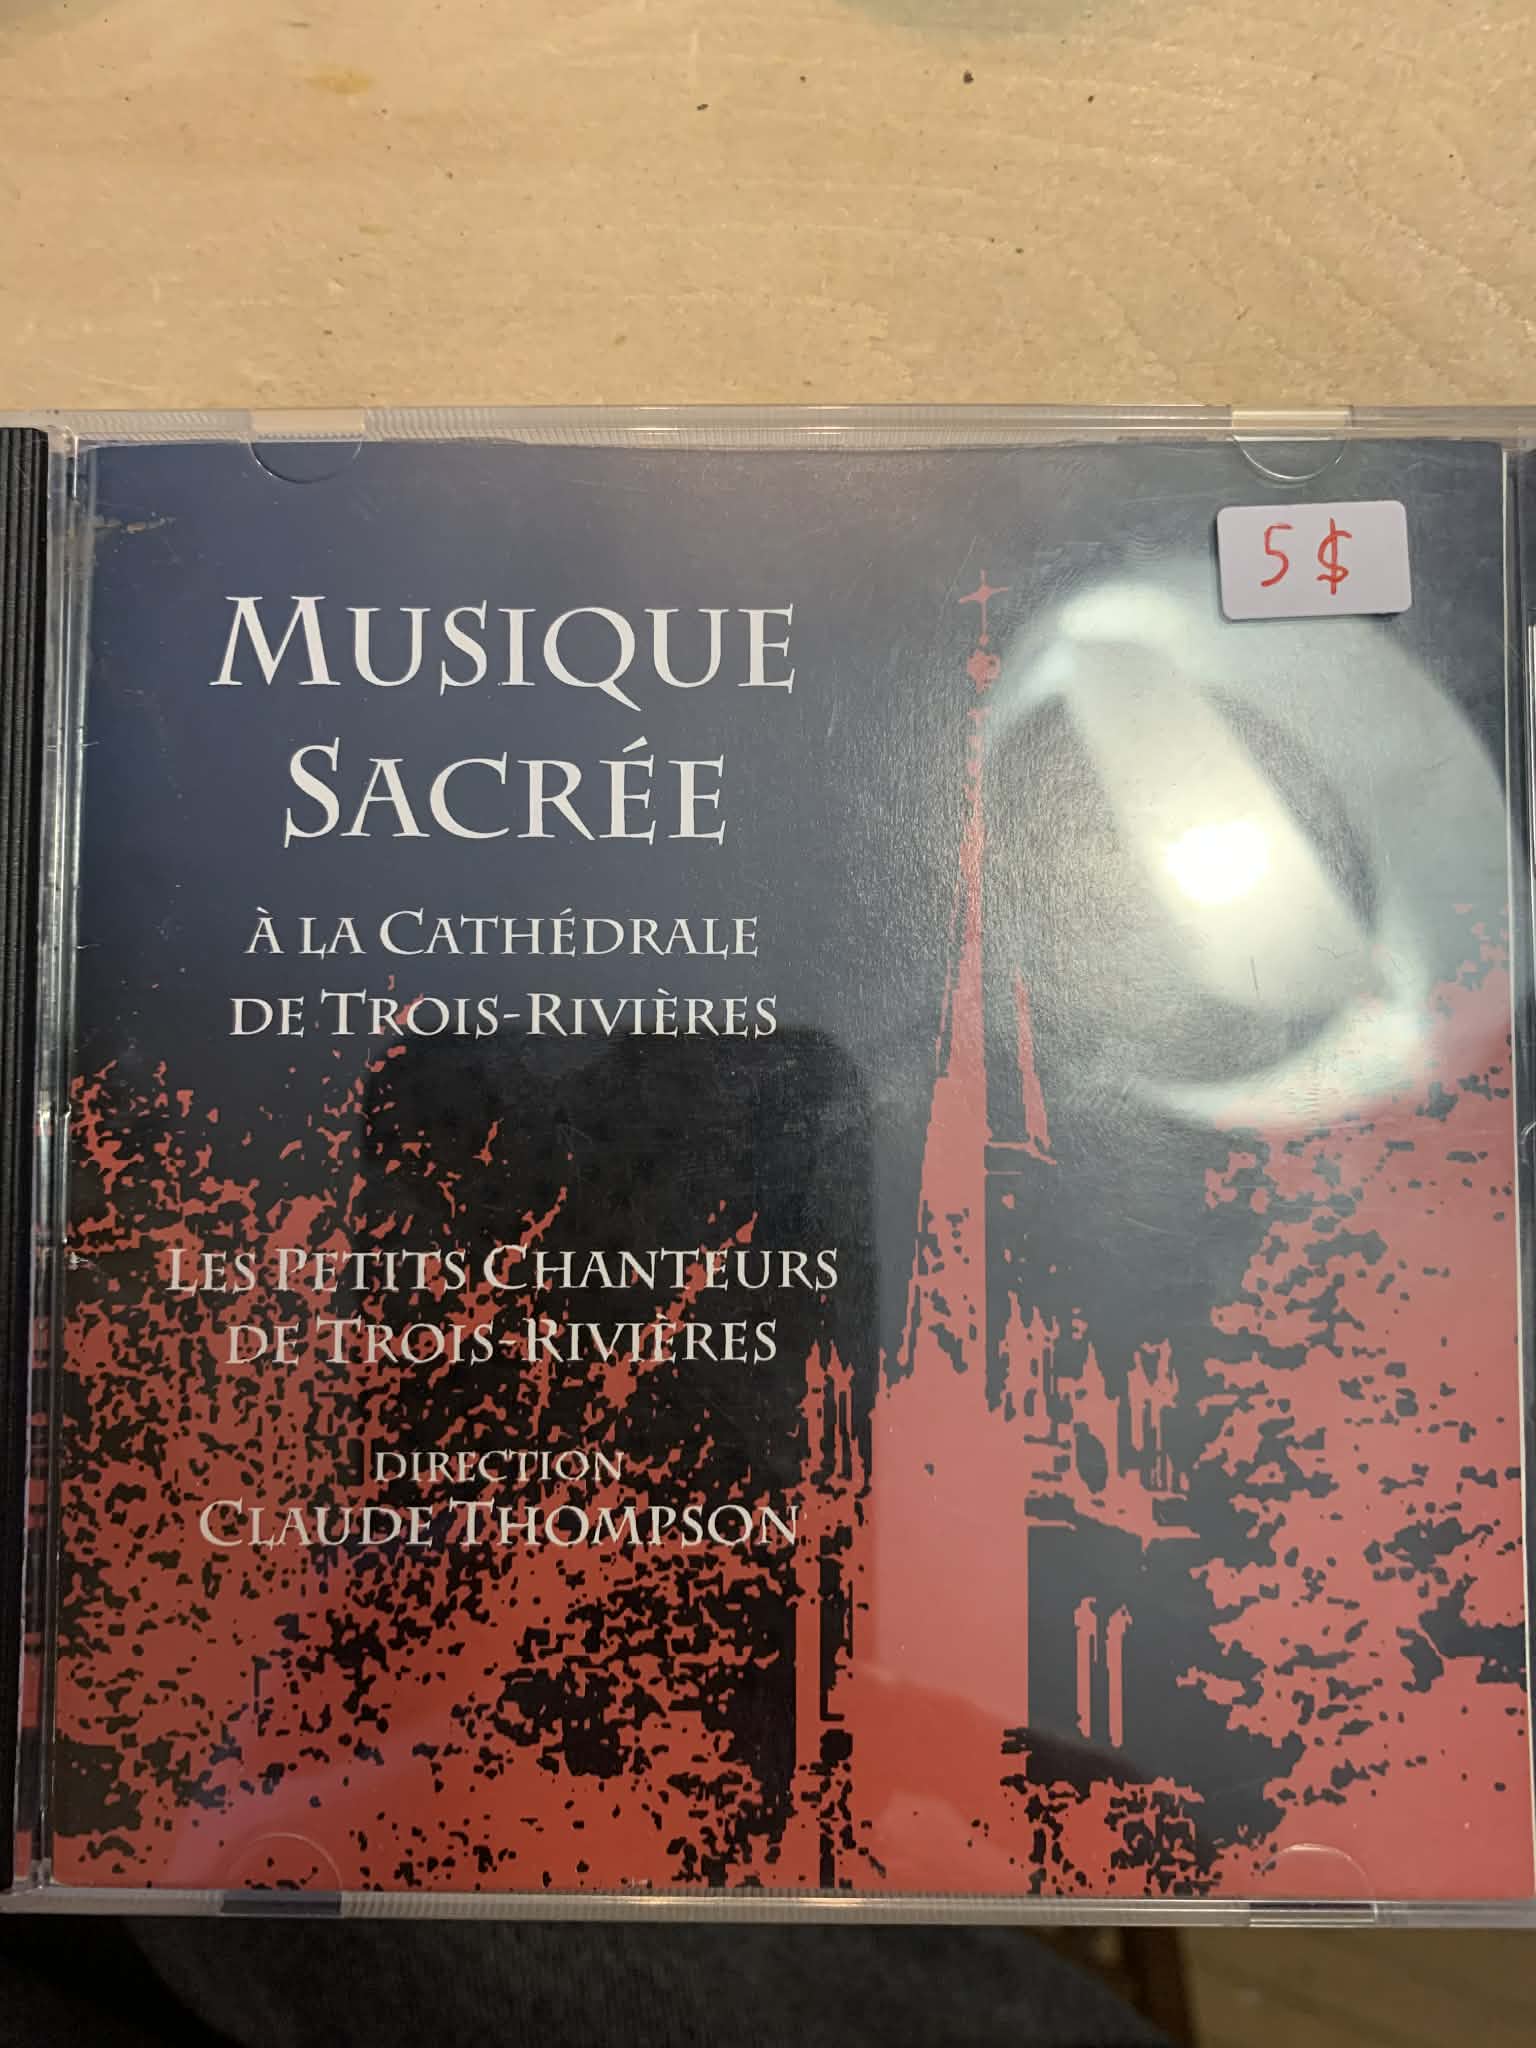 5 $
MUSIQUE
SACRÉE
À LA CATHÉDRALE
DE TROIS-RIVIÈRES
LES PETITS CHANTEURS
DE TROIS-RIVIÈRES
DIRECTION
CLAUDE THOMPSON